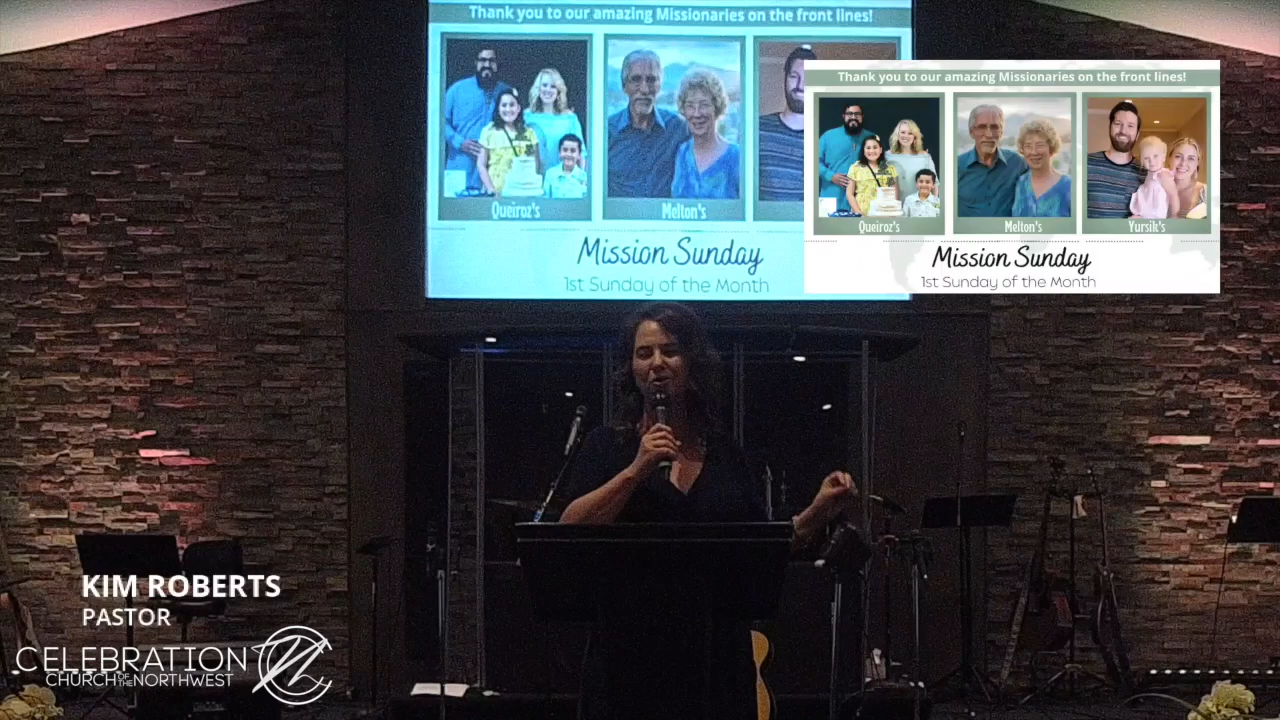 Thank you to our amazing Missionaries on the front lines!
Queiroz's
Melton's
Mission Sunday
1st Sunday of the Month
Thank you to our amazing Missionaries on the front lines!
Queiroz's
Melton's
Yursik's
Mission Sunday
1st Sunday of the Month
KIM ROBERTS
PASTOR
CELEBRATION
CHURCH OF THE NORTHWEST